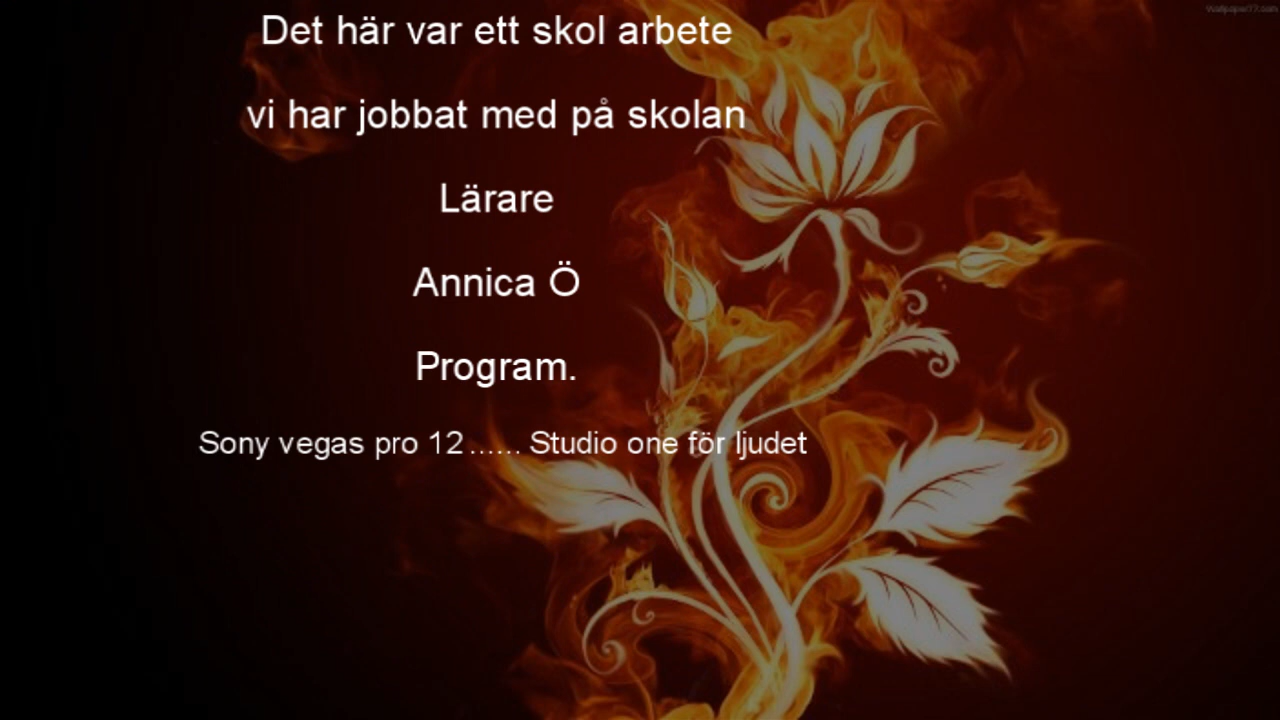 Det här var ett skol arbete
vi har jobbat med på skolan
Lärare
Annica Ö
Program.
Sony vegas pro 12...... Studio one för ljudet